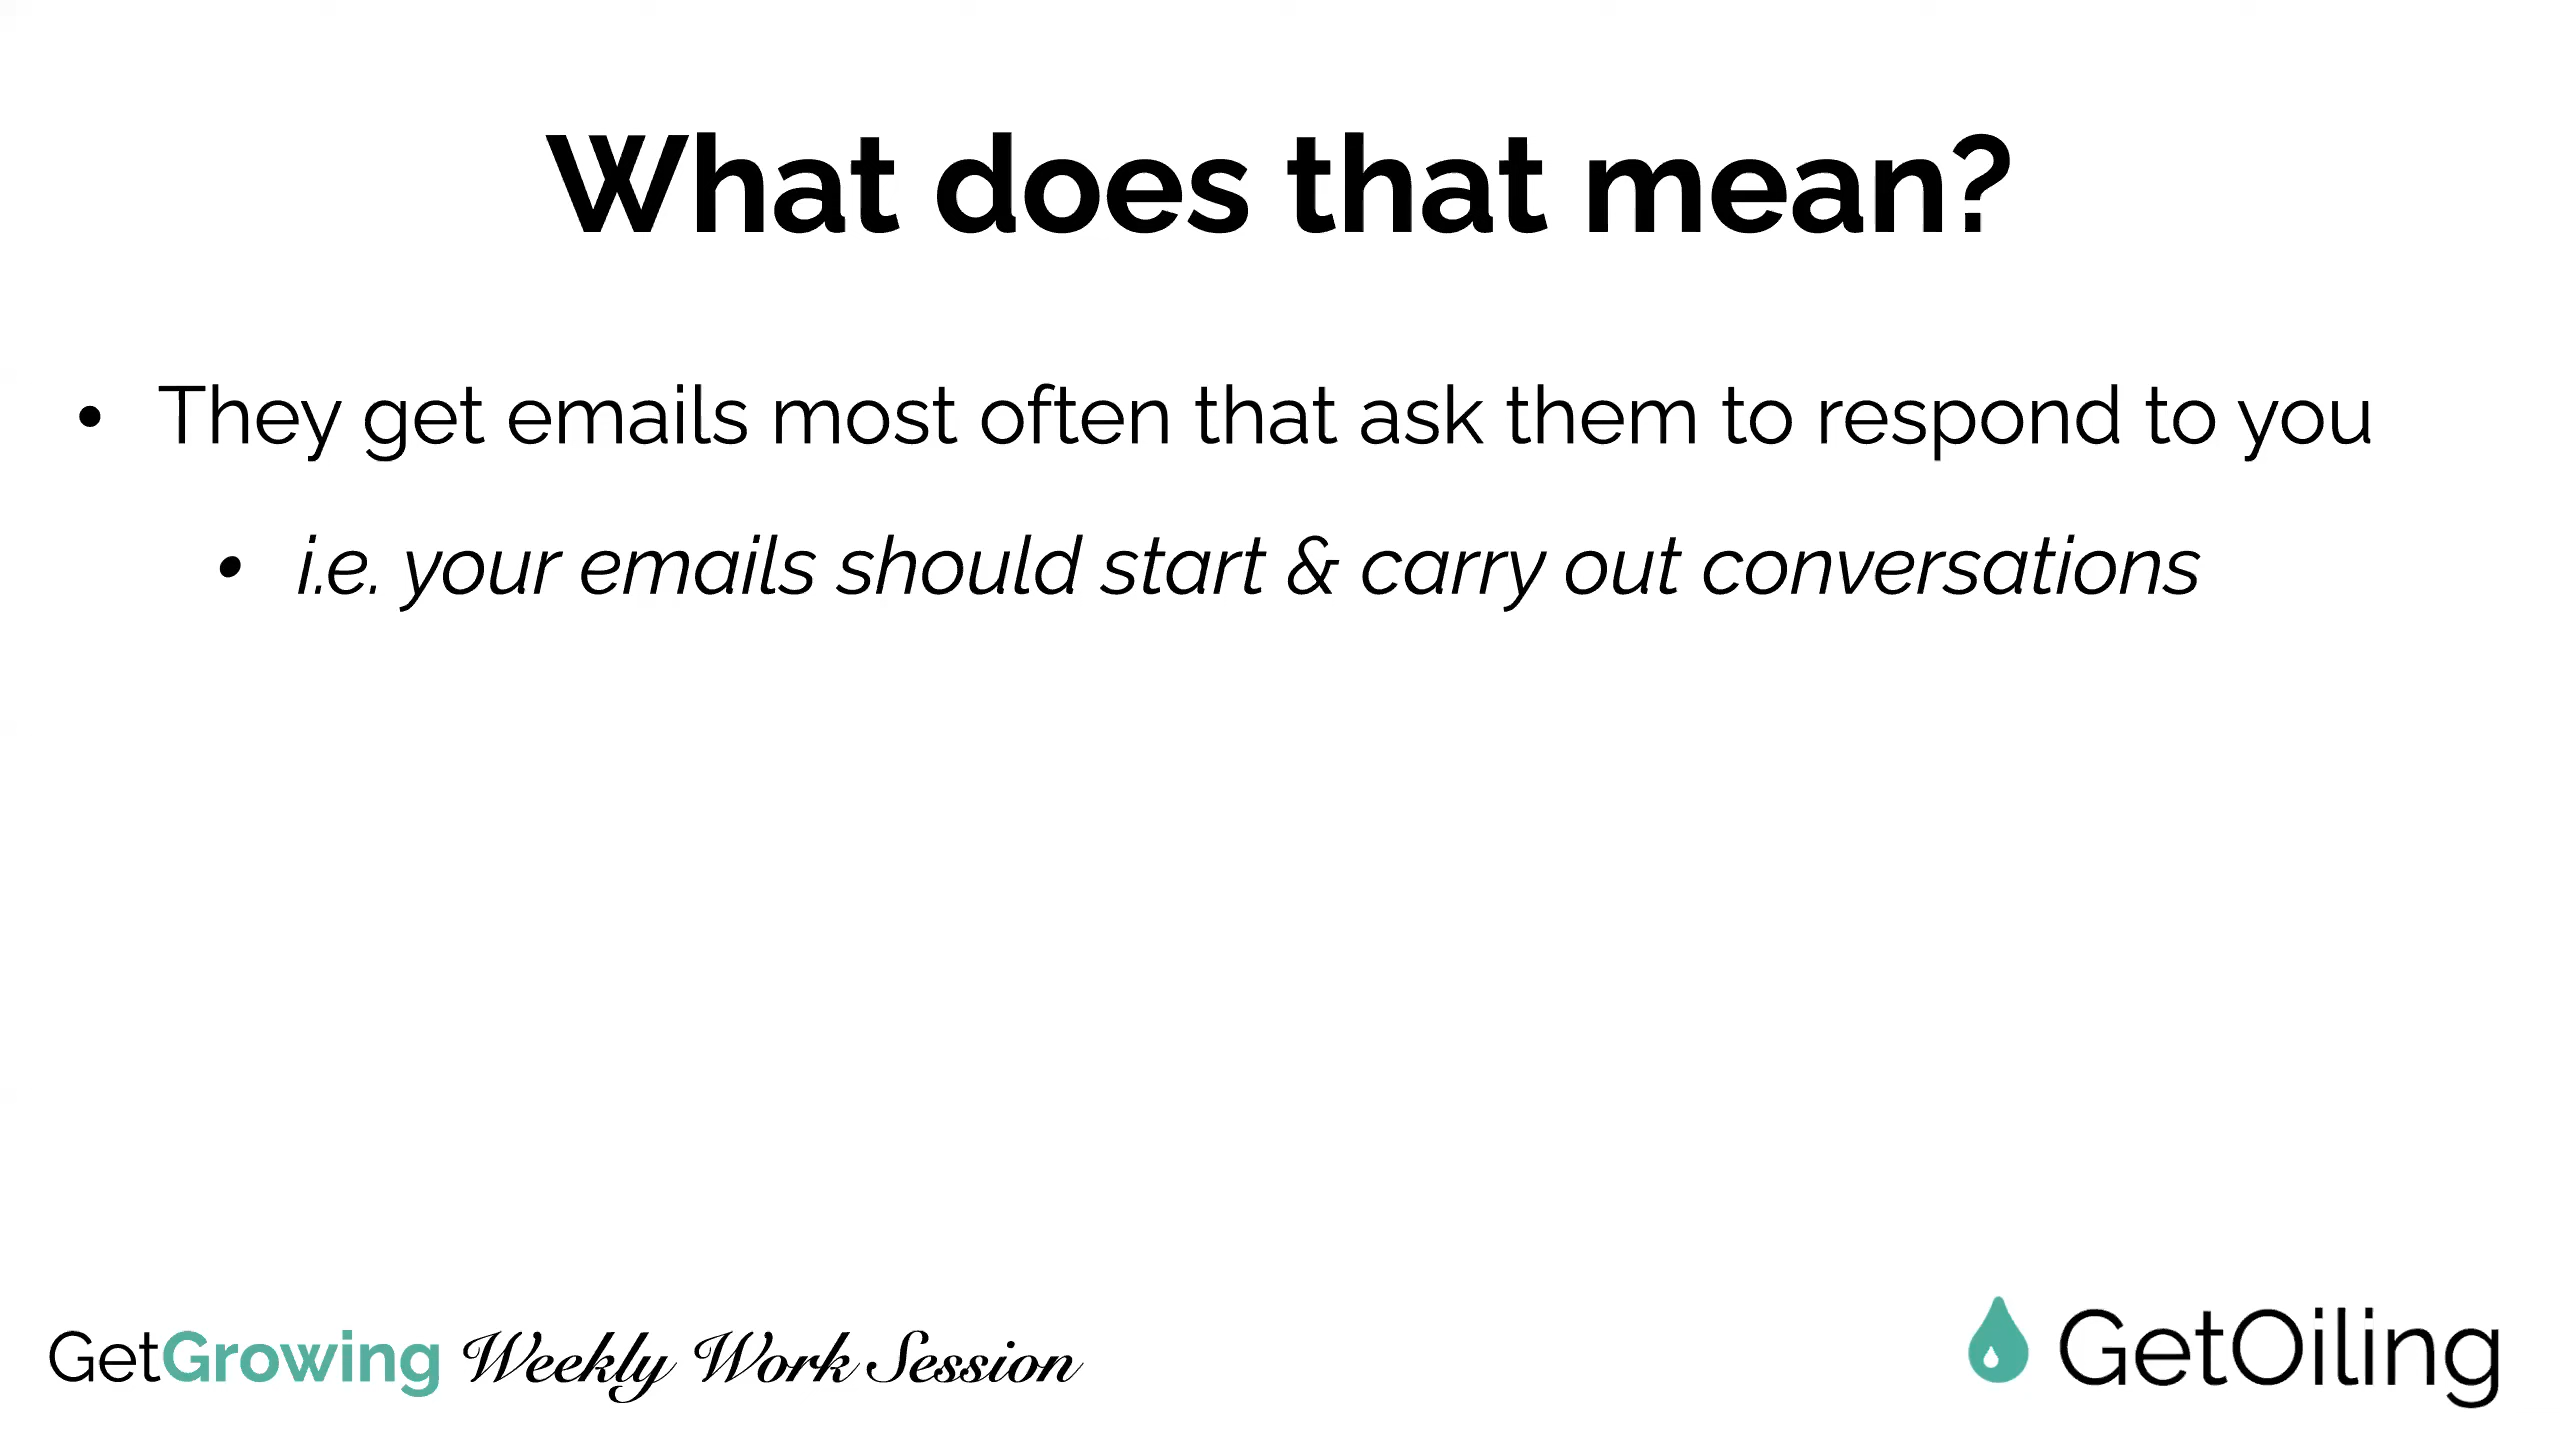 What does that mean?
• They get emails most often that ask them to respond to you
• i.e. your emails should start & carry out conversations
GetGrowing Weekly Work Session
GetOiling